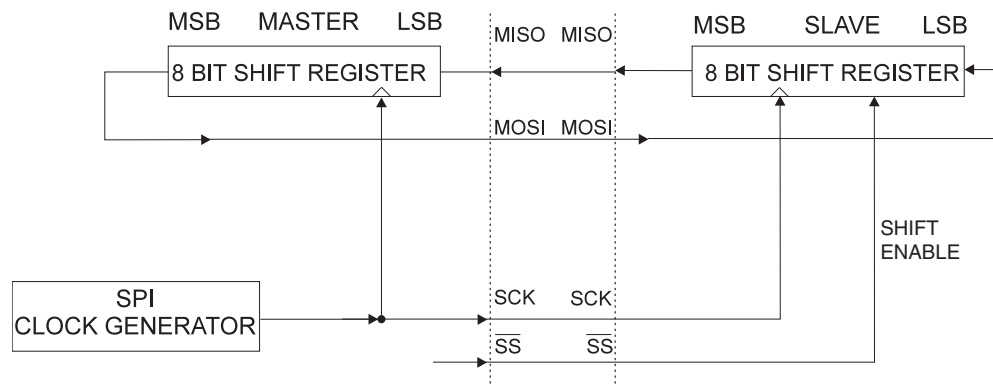 MSB MASTER LSB
MISO MISO
MSB SLAVE LSB
8 BIT SHIFT REGISTER
8 BIT SHIFT REGISTER
MOSI MOSI
SHIFT
ENABLE
SPI
CLOCK GENERATOR
SCK SCK
SS SS